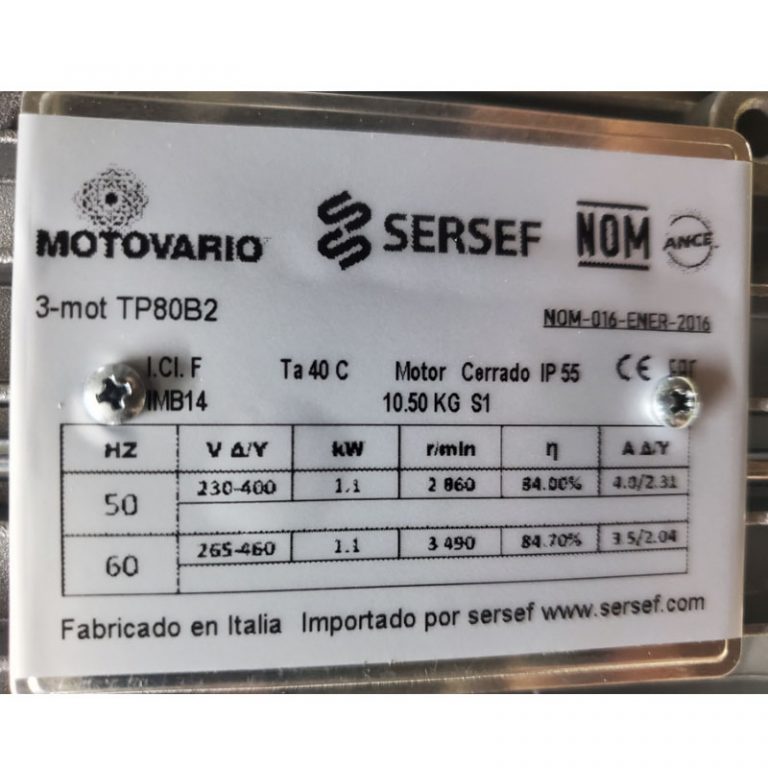 MOTOVARIO
SERSEF
NOM
ANCE
3-mot TP80B2
NOM-016-ENER-2016
I.Cl. F Ta 40 C Motor Cerrado IP 55 CE
IMB14 10.50 KG S1
HZ V Δ/Y kW r/min η A Δ/Y
50 230-400 1.1 2 860 84.00% 4.0/2.31
60 265-460 1.1 3 490 84.70% 3.5/2.04
Fabricado en Italia Importado por sersef www.sersef.com